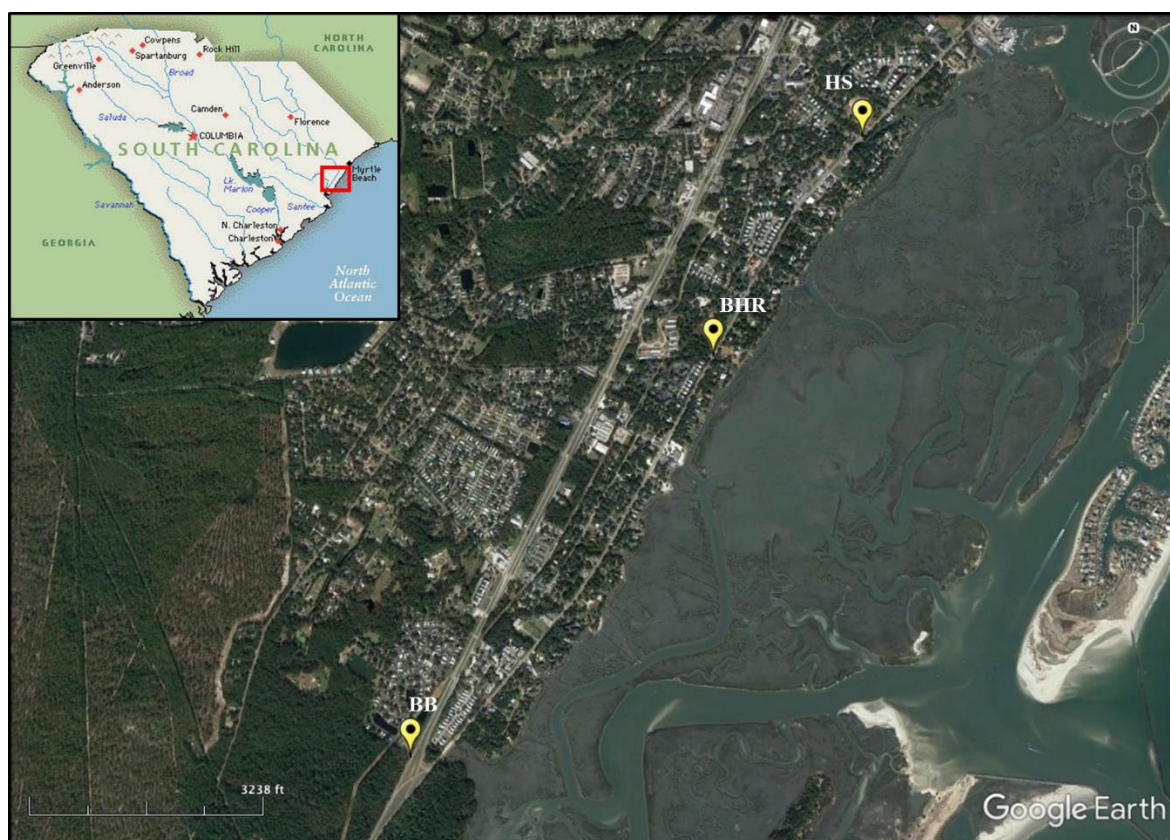 NORTH
CAROLINA
Cowpens
Spartanburg
Rock Hill
Greenville
Broad
Anderson
Camden
Florence
Saluda
COLUMBIA
SOUTH CAROLINA
Myrtle
Beach
Lk.
Marion
Savannah
Cooper
Santee
N. Charleston
Charleston
GEORGIA
North
Atlantic
Ocean
N
HS
BHR
BB
3238 ft
Google Earth